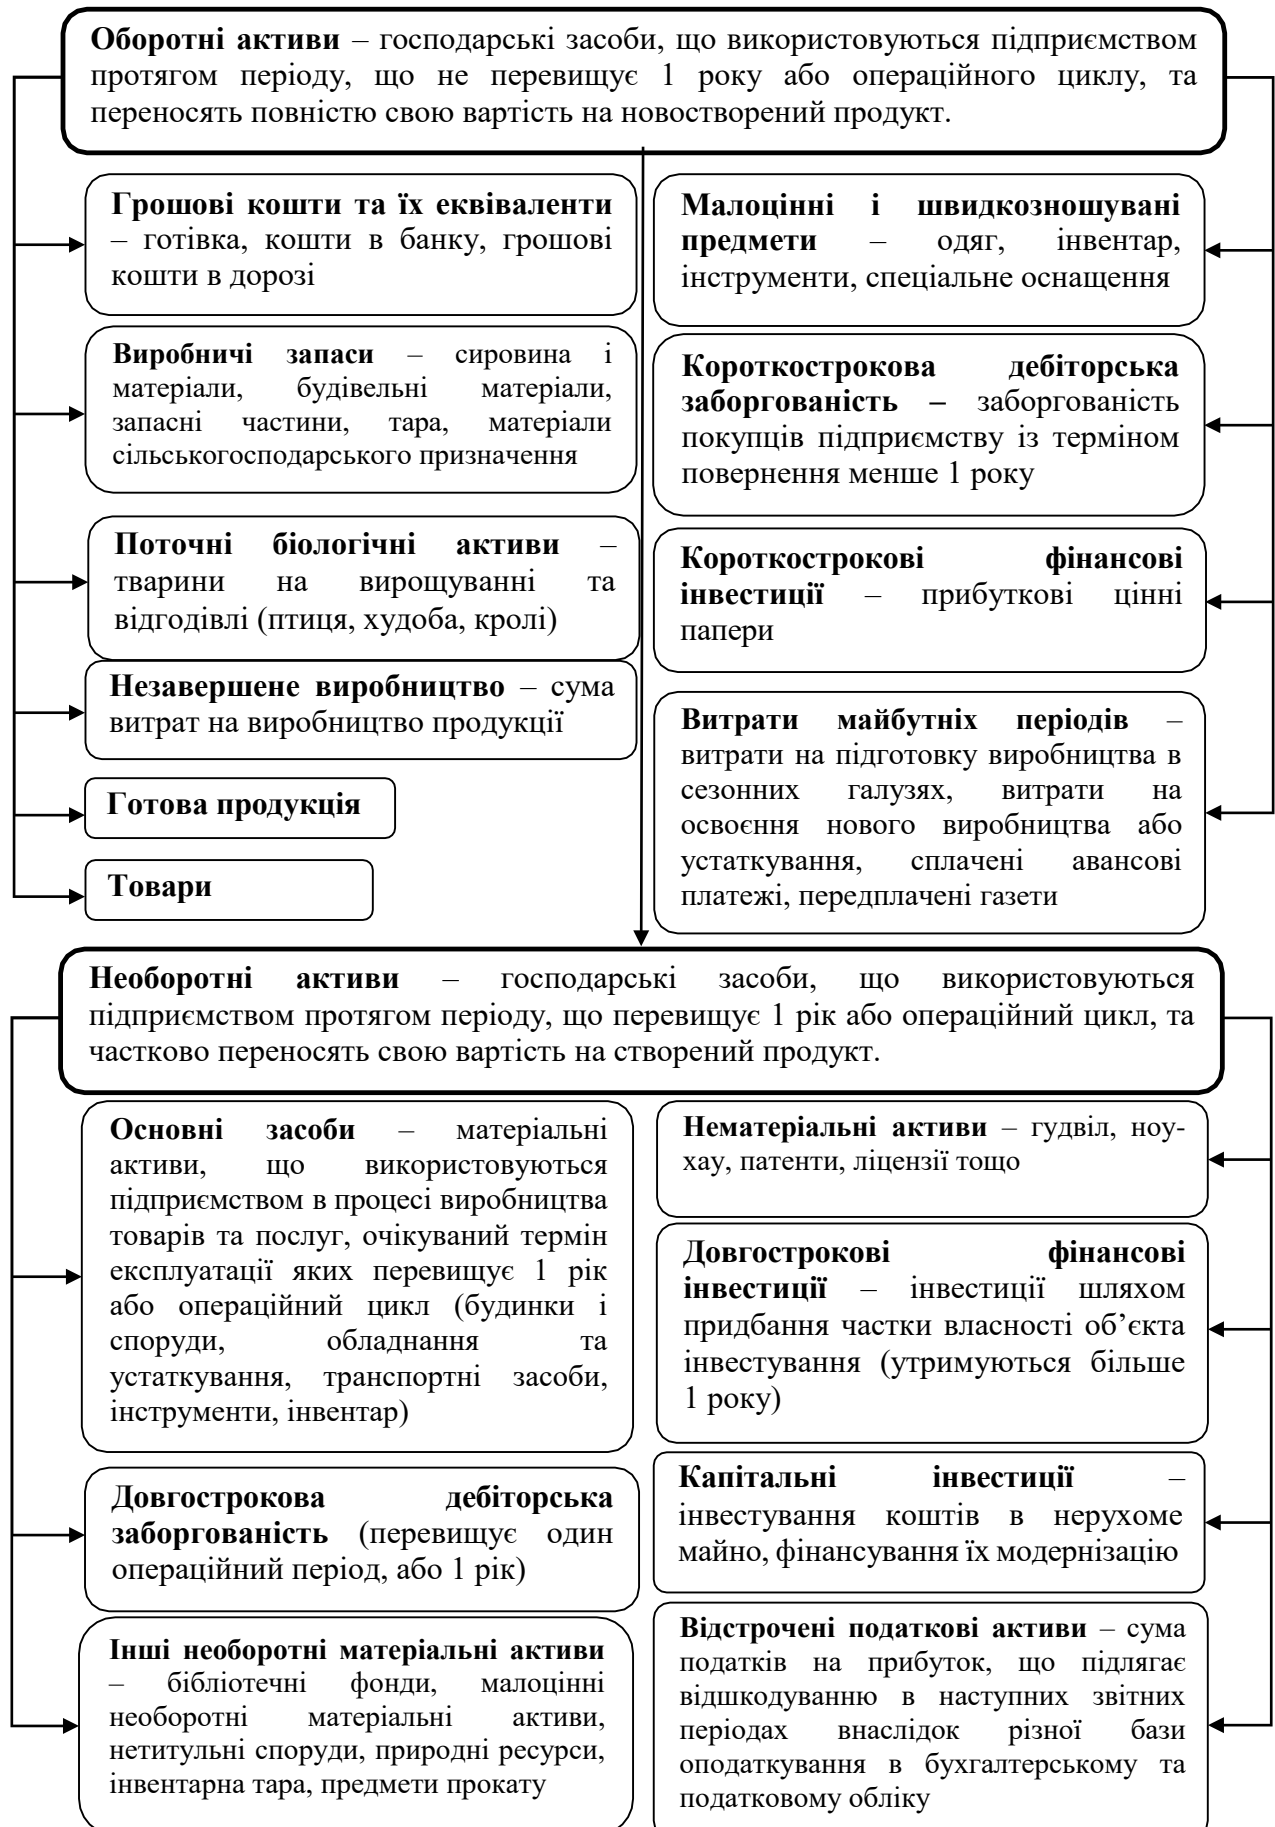 Оборотні активи – господарські засоби, що використовуються підприємством
протягом періоду, що не перевищує 1 року або операційного циклу, та
переносять повністю свою вартість на новостворений продукт.
Грошові кошти та їх еквіваленти
– готівка, кошти в банку, грошові
кошти в дорозі
Виробничі запаси – сировина і
матеріали, будівельні матеріали,
запасні частини, тара, матеріали
сільськогосподарського призначення
Поточні біологічні активи –
тварини на вирощуванні та
відгодівлі (птиця, худоба, кролі)
Незавершене виробництво – сума
витрат на виробництво продукції
Готова продукція
Товари
Малоцінні і швидкозношувані
предмети – одяг, інвентар,
інструменти, спеціальне оснащення
Короткострокова дебіторська
заборгованість – заборгованість
покупців підприємству із терміном
повернення менше 1 року
Короткострокові фінансові
інвестиції – прибуткові цінні
папери
Витрати майбутніх періодів –
витрати на підготовку виробництва в
сезонних галузях, витрати на
освоєння нового виробництва або
устаткування, сплачені авансові
платежі, передплачені газети
Необоротні активи – господарські засоби, що використовуються
підприємством протягом періоду, що перевищує 1 рік або операційний цикл, та
частково переносять свою вартість на створений продукт.
Основні засоби – матеріальні
активи, що використовуються
підприємством в процесі виробництва
товарів та послуг, очікуваний термін
експлуатації яких перевищує 1 рік
або операційний цикл (будинки і
споруди, обладнання та
устаткування, транспортні засоби,
інструменти, інвентар)
Довгострокова дебіторська
заборгованість (перевищує один
операційний період, або 1 рік)
Інші необоротні матеріальні активи
– бібліотечні фонди, малоцінні
необоротні матеріальні активи,
нетитульні споруди, природні ресурси,
інвентарна тара, предмети прокату
Нематеріальні активи – гудвіл, ноу-
хау, патенти, ліцензії тощо
Довгострокові фінансові
інвестиції – інвестиції шляхом
придбання частки власності об’єкта
інвестування (утримуються більше
1 року)
Капітальні інвестиції –
інвестування коштів в нерухоме
майно, фінансування їх модернізацію
Відстрочені податкові активи – сума
податків на прибуток, що підлягає
відшкодуванню в наступних звітних
періодах внаслідок різної бази
оподаткування в бухгалтерському та
податковому обліку